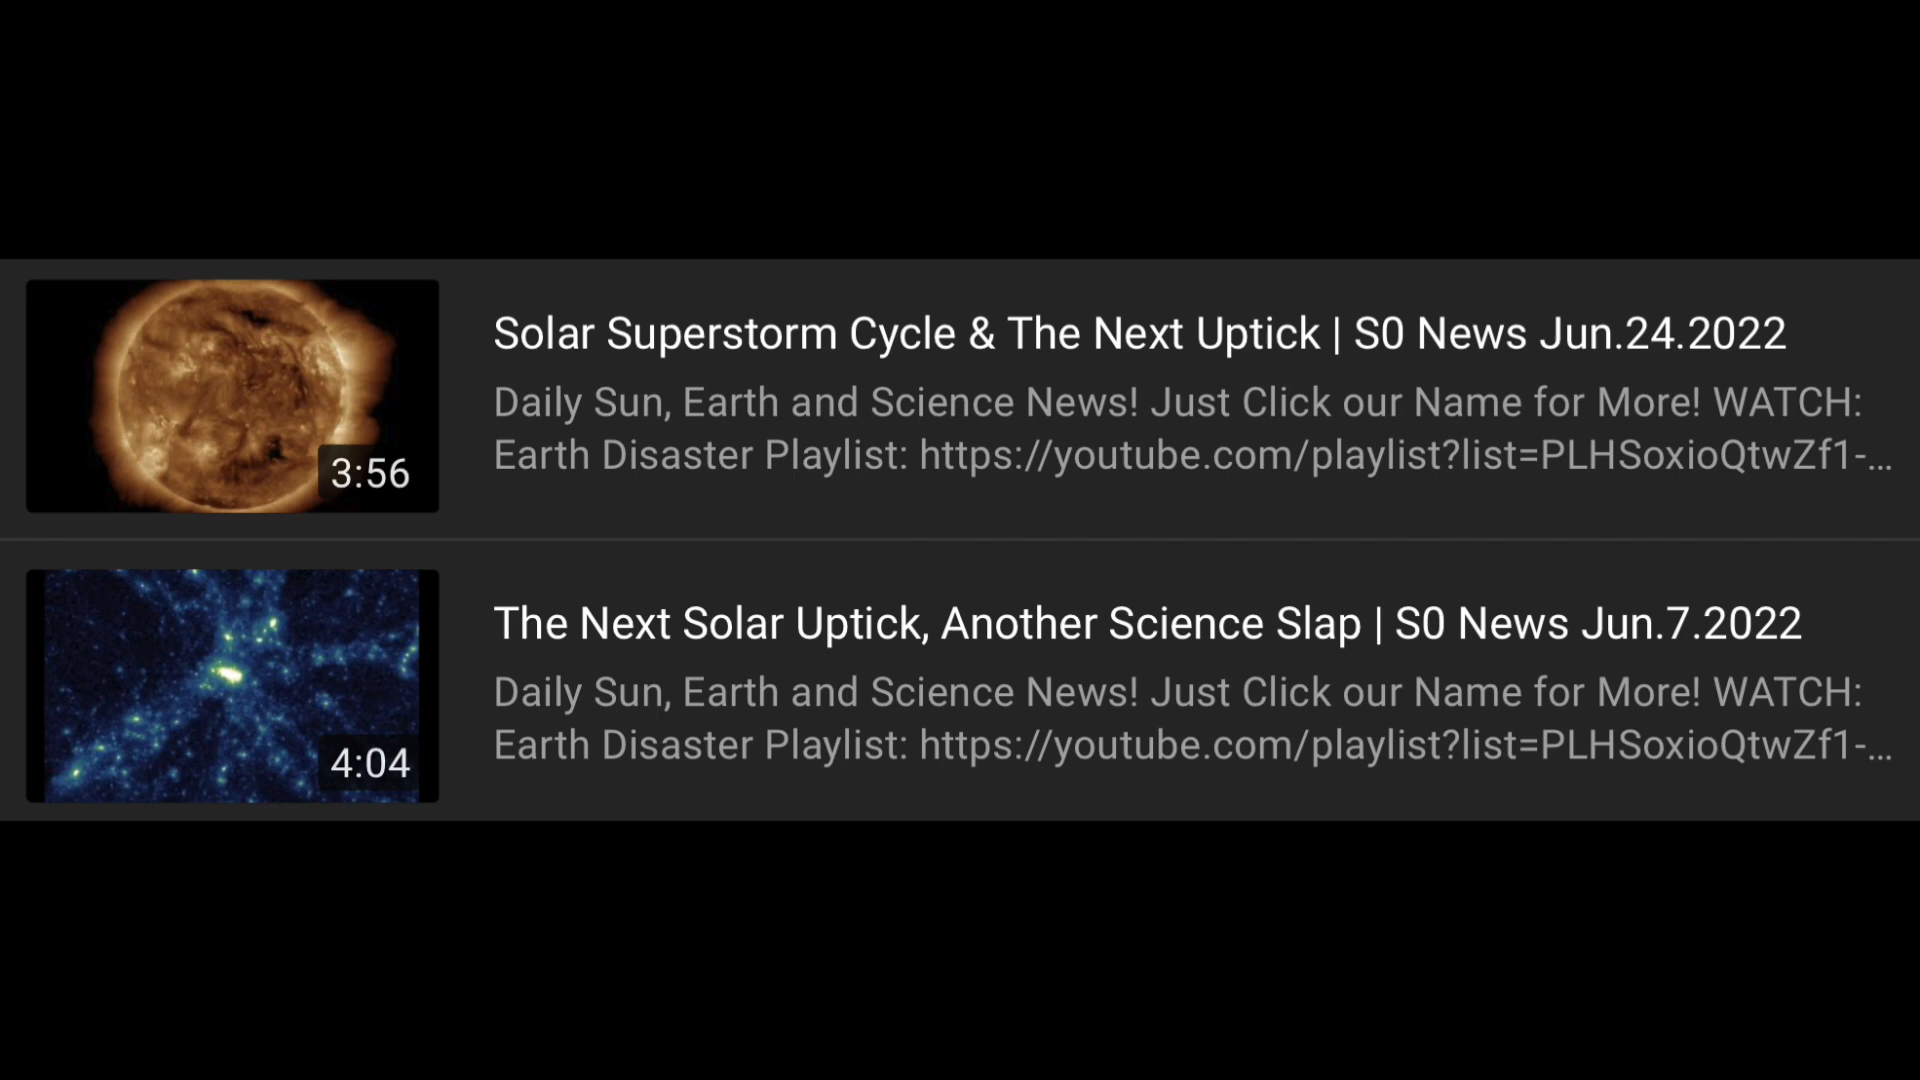 3:56
Solar Superstorm Cycle & The Next Uptick | S0 News Jun.24.2022
Daily Sun, Earth and Science News! Just Click our Name for More! WATCH:
Earth Disaster Playlist: https://youtube.com/playlist?list=PLHSoxioQtwZf1-...
4:04
The Next Solar Uptick, Another Science Slap | S0 News Jun.7.2022
Daily Sun, Earth and Science News! Just Click our Name for More! WATCH:
Earth Disaster Playlist: https://youtube.com/playlist?list=PLHSoxioQtwZf1-...